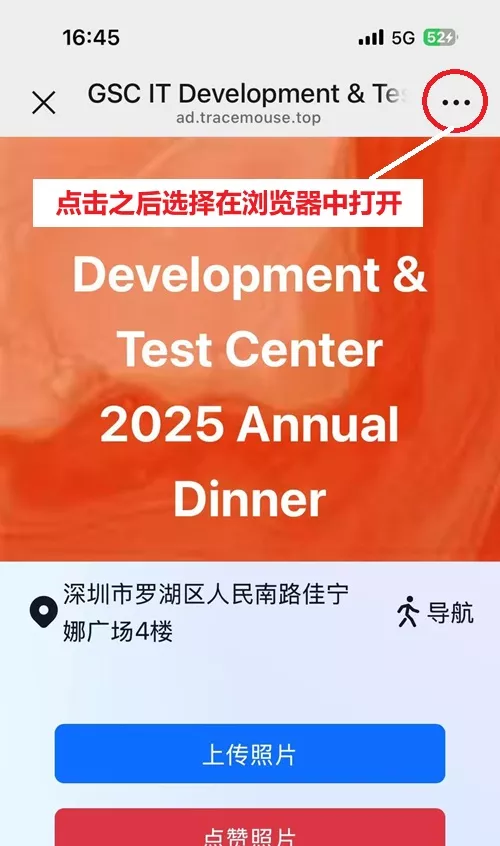 16:45
5G
52
GSC IT Development & Te
ad.tracemouse.top
点击之后选择在浏览器中打开
Development &
Test Center
2025 Annual
Dinner
深圳市罗湖区人民南路佳宁
娜广场4楼
导航
上传照片
点赞照片